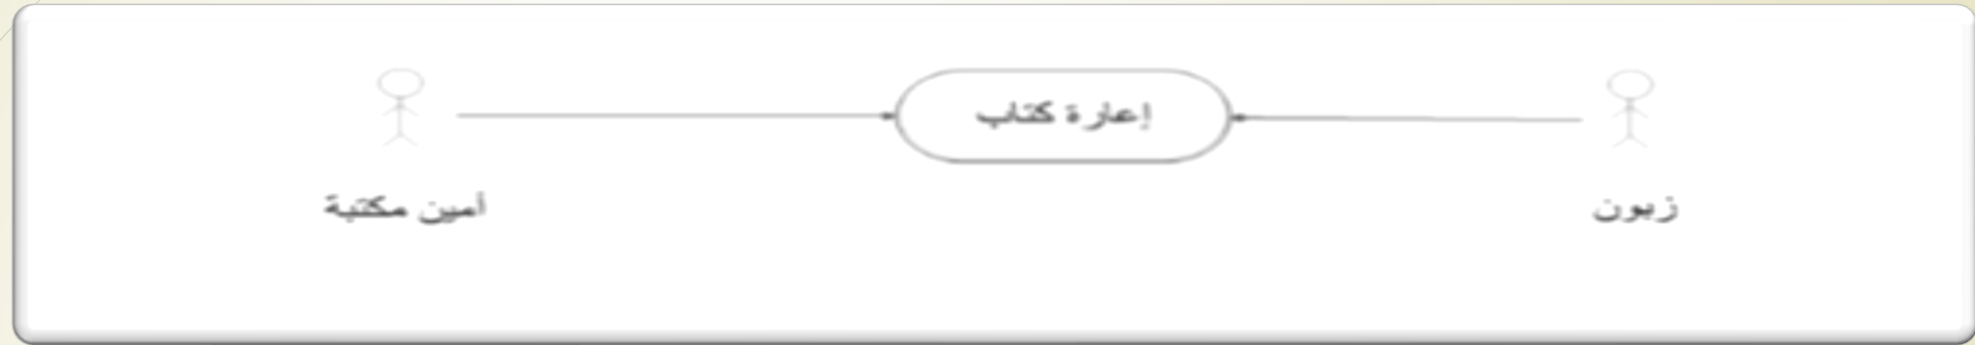 إعارة كتاب
زبون
أمين مكتبة